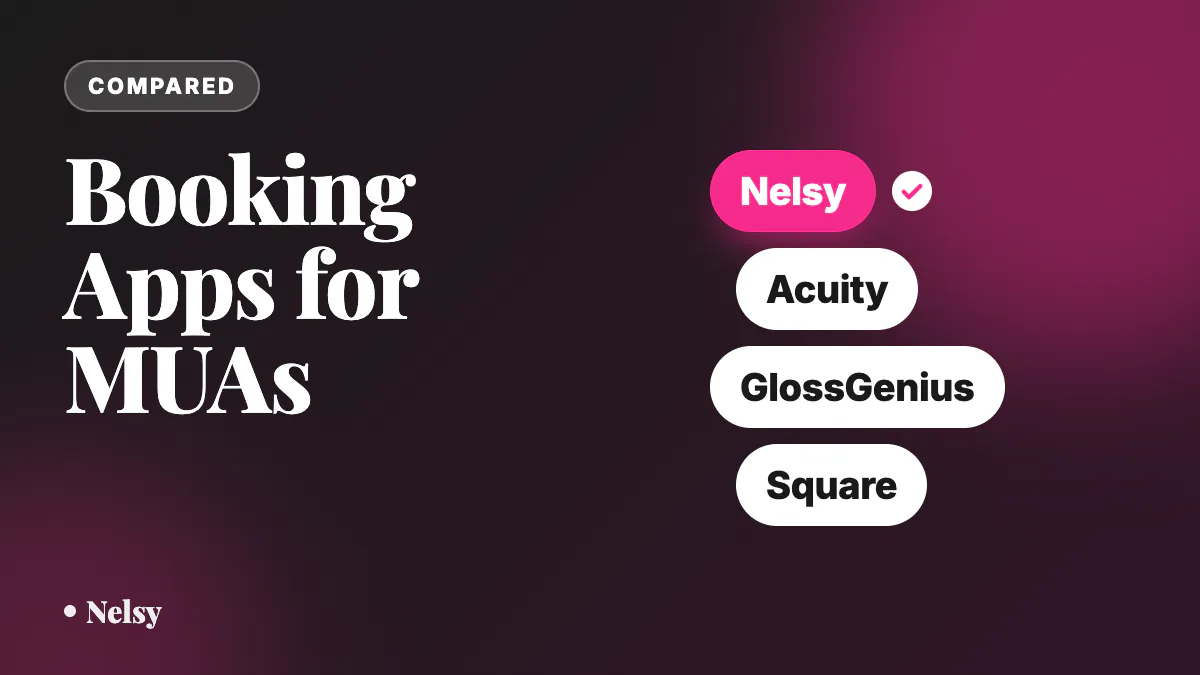 COMPARED
Booking
Apps for
MUAs
Nelsy
Acuity
GlossGenius
Square
Nelsy